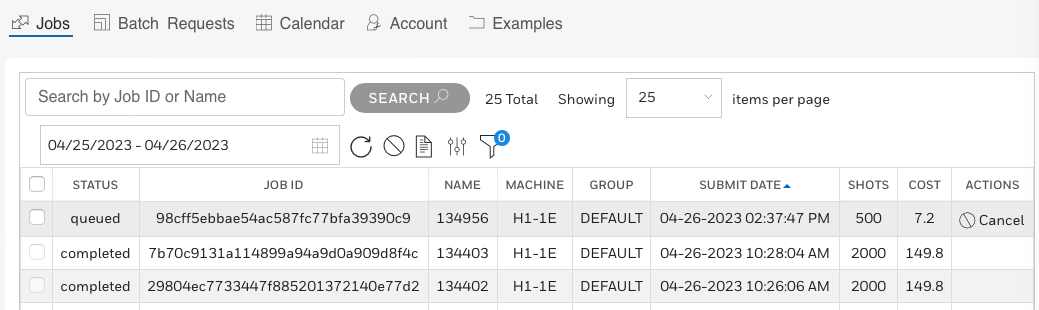 Jobs Batch Requests Calendar Account Examples
Search by Job ID or Name SEARCH 25 Total Showing 25 items per page
04/25/2023 - 04/26/2023 0
STATUS JOB ID NAME MACHINE GROUP SUBMIT DATE SHOTS COST ACTIONS
queued 98cff5ebbae54ac587fc77bfa39390c9 134956 H1-1E DEFAULT 04-26-2023 02:37:47 PM 500 7.2 Cancel
completed 7b70c9131a114899a94a9d0a909d8f4c 134403 H1-1E DEFAULT 04-26-2023 10:28:04 AM 2000 149.8
completed 29804ec7733447f885201372140e77d2 134402 H1-1E DEFAULT 04-26-2023 10:26:06 AM 2000 149.8